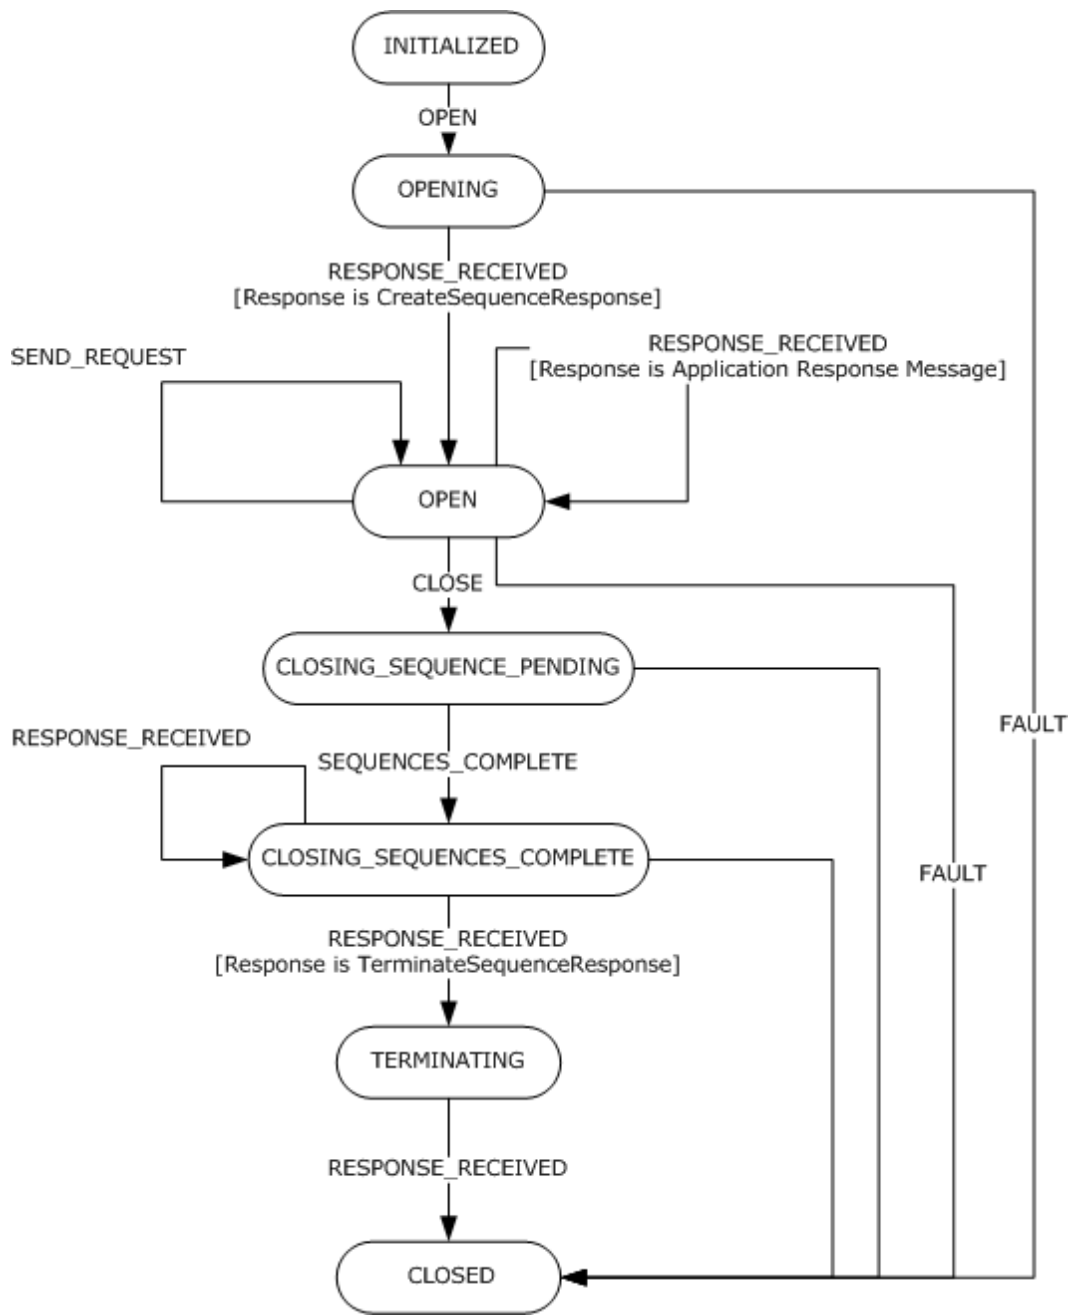 INITIALIZED
OPEN
OPENING
RESPONSE_RECEIVED
[Response is CreateSequenceResponse]
SEND_REQUEST
RESPONSE_RECEIVED
[Response is Application Response Message]
OPEN
CLOSE
CLOSING_SEQUENCE_PENDING
FAULT
RESPONSE_RECEIVED
SEQUENCES_COMPLETE
CLOSING_SEQUENCES_COMPLETE
FAULT
RESPONSE_RECEIVED
[Response is TerminateSequenceResponse]
TERMINATING
RESPONSE_RECEIVED
CLOSED